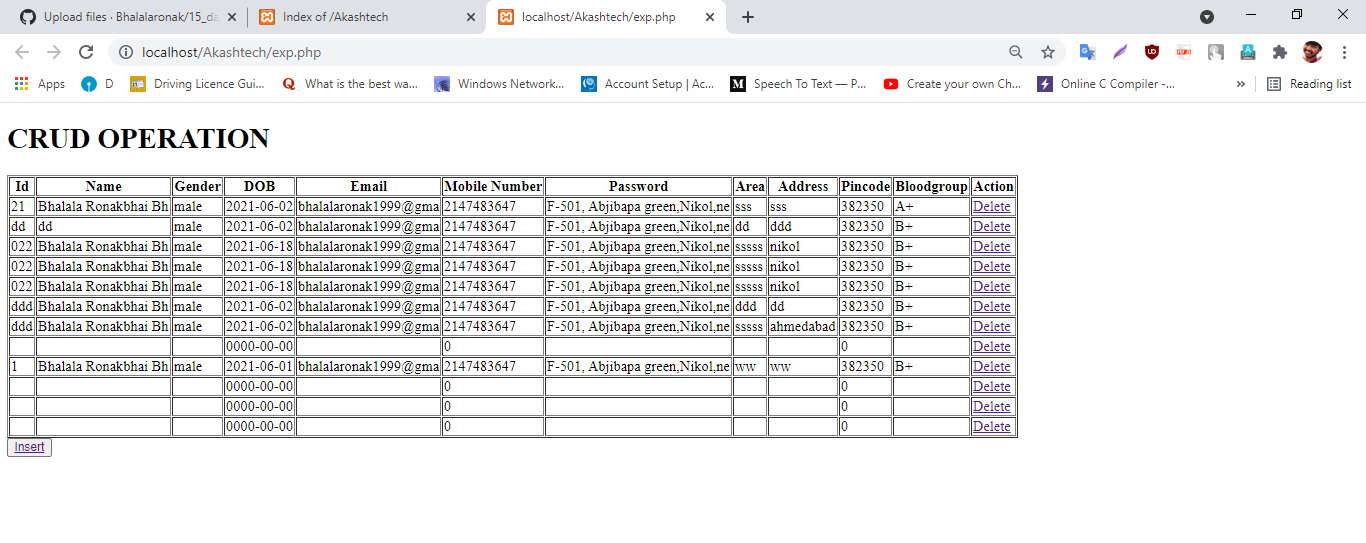 Upload files · Bhalalaronak/15_da
Index of /Akashtech
localhost/Akashtech/exp.php
localhost/Akashtech/exp.php
Apps
D
Driving Licence Gui...
What is the best wa...
Windows Network...
Account Setup | Ac...
Speech To Text — P...
Create your own Ch...
Online C Compiler -...
»
Reading list
CRUD OPERATION
Id Name Gender DOB Email Mobile Number Password Area Address Pincode Bloodgroup Action
21 Bhalala Ronakbhai Bh male 2021-06-02 bhalalaronak1999@gma 2147483647 F-501, Abjibapa green,Nikol,ne sss sss 382350 A+ Delete
dd dd male 2021-06-02 bhalalaronak1999@gma 2147483647 F-501, Abjibapa green,Nikol,ne dd ddd 382350 B+ Delete
022 Bhalala Ronakbhai Bh male 2021-06-18 bhalalaronak1999@gma 2147483647 F-501, Abjibapa green,Nikol,ne sssss nikol 382350 B+ Delete
022 Bhalala Ronakbhai Bh male 2021-06-18 bhalalaronak1999@gma 2147483647 F-501, Abjibapa green,Nikol,ne sssss nikol 382350 B+ Delete
022 Bhalala Ronakbhai Bh male 2021-06-18 bhalalaronak1999@gma 2147483647 F-501, Abjibapa green,Nikol,ne sssss nikol 382350 B+ Delete
ddd Bhalala Ronakbhai Bh male 2021-06-02 bhalalaronak1999@gma 2147483647 F-501, Abjibapa green,Nikol,ne ddd dd 382350 B+ Delete
ddd Bhalala Ronakbhai Bh male 2021-06-02 bhalalaronak1999@gma 2147483647 F-501, Abjibapa green,Nikol,ne sssss ahmedabad 382350 B+ Delete
0000-00-00 0 0 Delete
1 Bhalala Ronakbhai Bh male 2021-06-01 bhalalaronak1999@gma 2147483647 F-501, Abjibapa green,Nikol,ne ww ww 382350 B+ Delete
0000-00-00 0 0 Delete
0000-00-00 0 0 Delete
0000-00-00 0 0 Delete
Insert